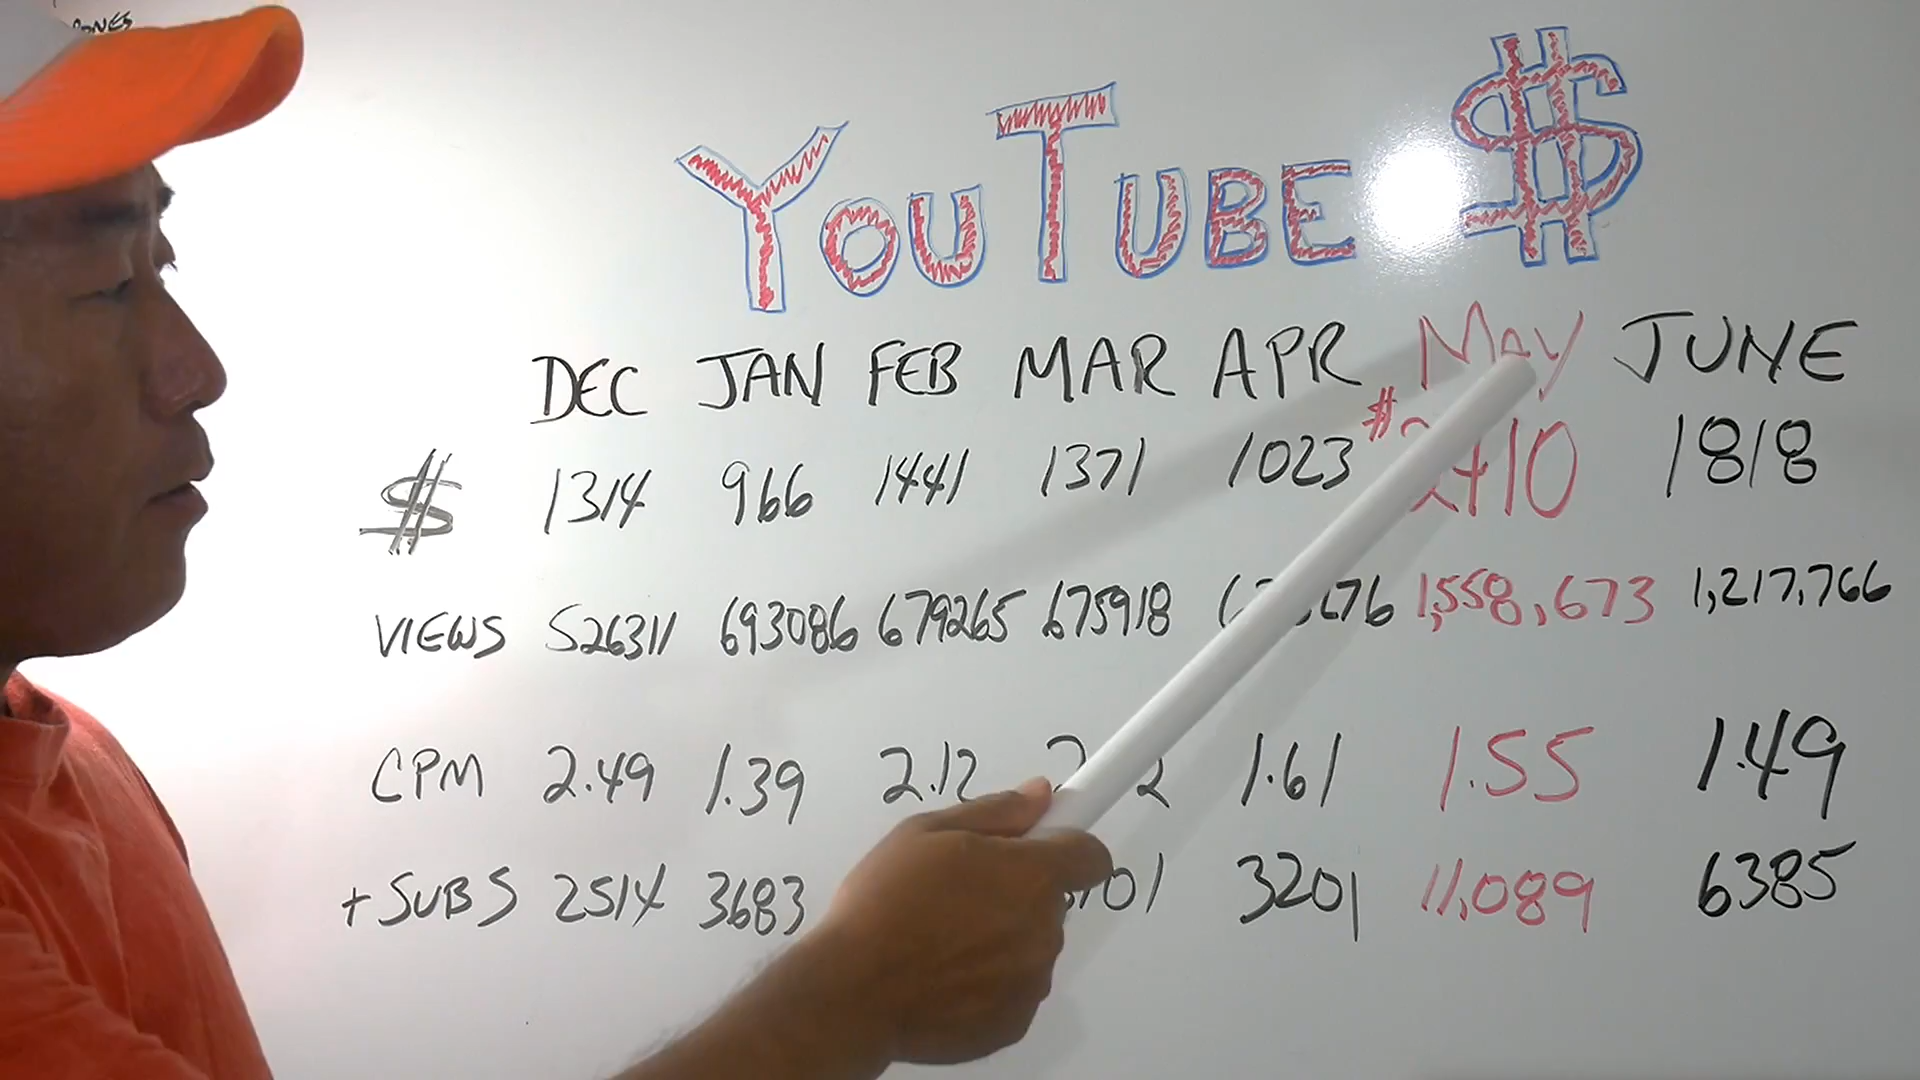 YOUTUBE $
DEC JAN FEB MAR APR May JUNE
$ 1314 966 1441 1371 1023 1818
VIEWS 526311 693086 679265 675918 1,558,673 1,217,766
CPM 2.49 1.39 2.12 1.61 1.55 1.49
+ SUBS 2514 3683 3201 11,089 6385